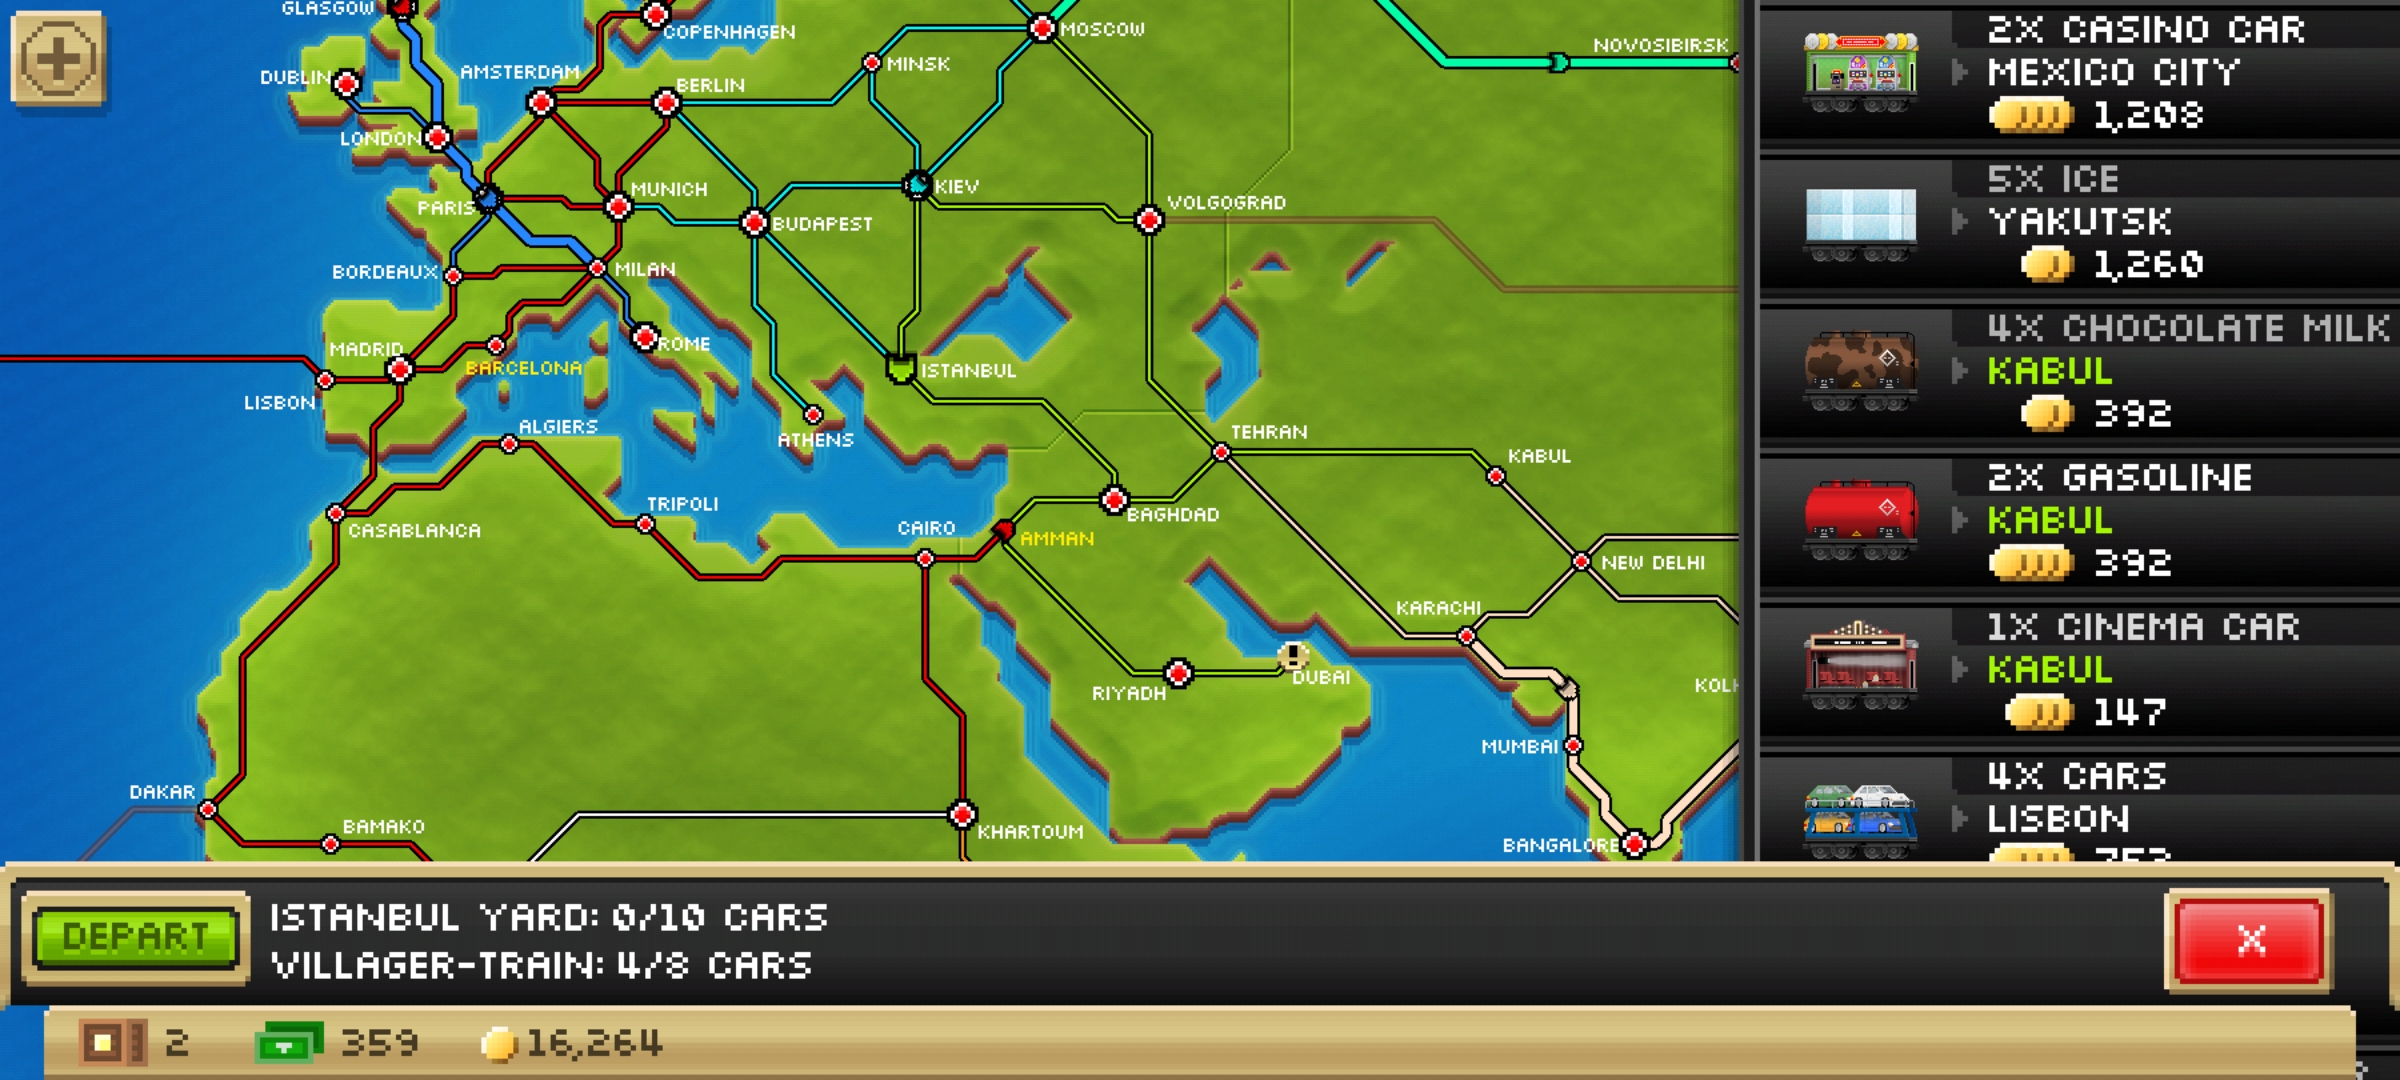 GLASGOW
COPENHAGEN
MOSCOW
NOVOSIBIRSK
DUBLIN
AMSTERDAM
BERLIN
MINSK
LONDON
MUNICH
KIEV
PARIS
BUDAPEST
VOLGOGRAD
BORDEAUX
MILAN
MADRID
ROME
BARCELONA
ISTANBUL
LISBON
ALGIERS
ATHENS
TEHRAN
KABUL
TRIPOLI
CASABLANCA
CAIRO
BAGHDAD
AMMAN
NEW DELHI
KARACHI
RIYADH
DUBAI
KOLK
MUMBAI
DAKAR
BAMAKO
KHARTOUM
BANGALORE
2X CASINO CAR
MEXICO CITY
1,208
5X ICE
YAKUTSK
1,260
4X CHOCOLATE MILK
KABUL
392
2X GASOLINE
KABUL
392
1X CINEMA CAR
KABUL
147
4X CARS
LISBON
DEPART
ISTANBUL YARD: 0/10 CARS
VILLAGER-TRAIN: 4/8 CARS
X
2
359
16,264